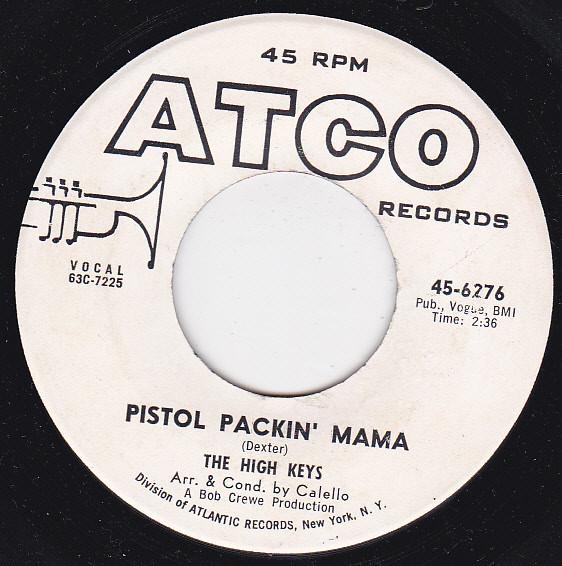 45 RPM
ATCO
RECORDS
VOCAL
63C-7225
45-6276
Pub., Vogue, BMI
Time: 2:36
PISTOL PACKIN' MAMA
(Dexter)
THE HIGH KEYS
Arr. & Cond. by Calello
A Bob Crewe Production
Division of ATLANTIC RECORDS, New York, N. Y.